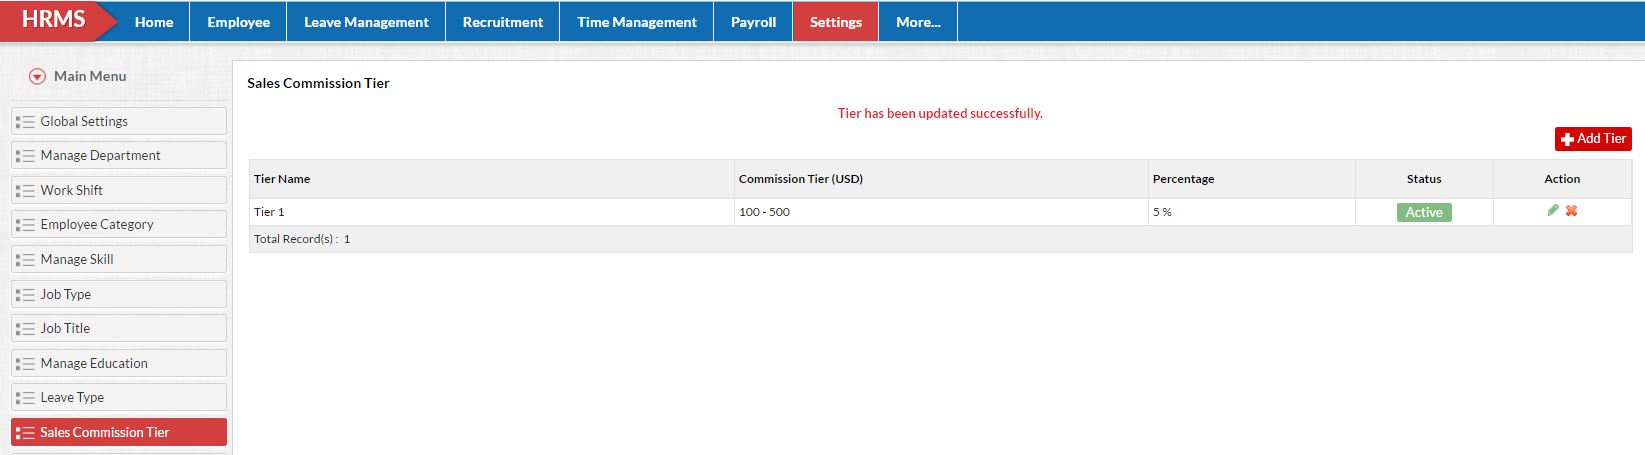 HRMS Home Employee Leave Management Recruitment Time Management Payroll Settings More...
Main Menu
Global Settings
Manage Department
Work Shift
Employee Category
Manage Skill
Job Type
Job Title
Manage Education
Leave Type
Sales Commission Tier
Sales Commission Tier
Tier has been updated successfully.
Add Tier
Tier Name Commission Tier (USD) Percentage Status Action
Tier 1 100 - 500 5 % Active
Total Record(s) : 1